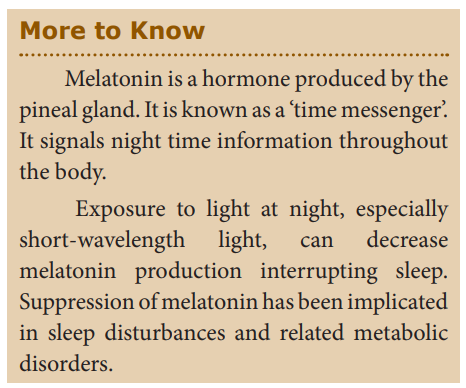 More to Know
Melatonin is a hormone produced by the
pineal gland. It is known as a ‘time messenger’.
It signals night time information throughout
the body.
Exposure to light at night, especially
short-wavelength light, can decrease
melatonin production interrupting sleep.
Suppression of melatonin has been implicated
in sleep disturbances and related metabolic
disorders.